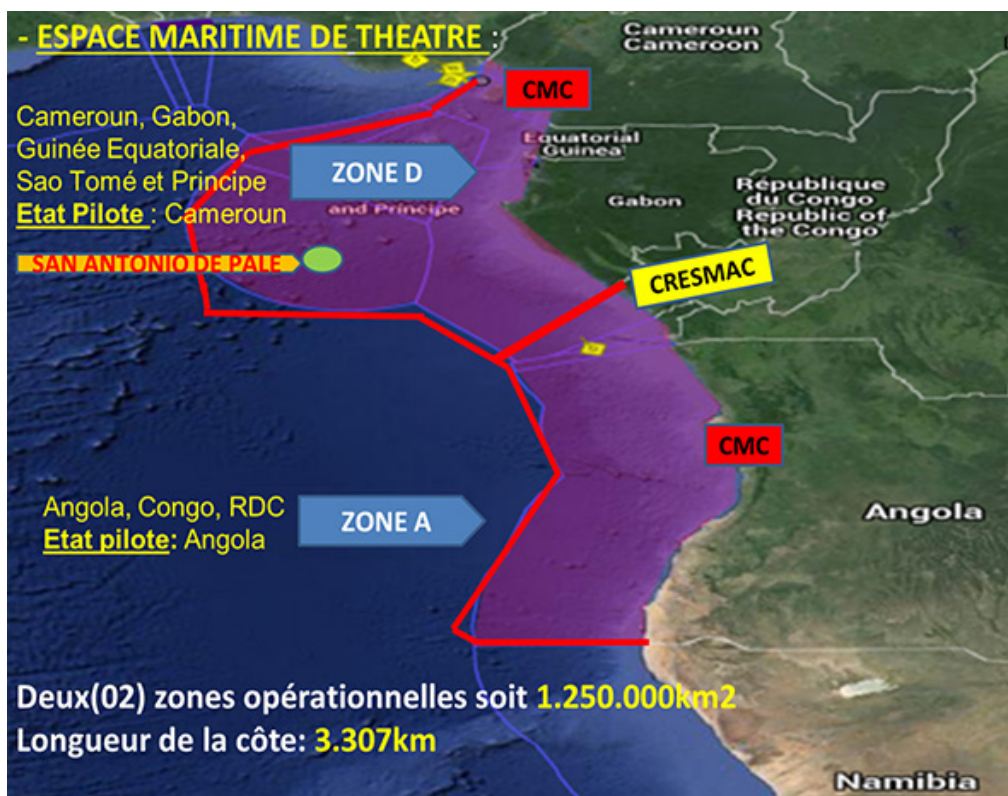 - ESPACE MARITIME DE THEATRE :
Cameroun
Cameroon
CMC
Cameroun, Gabon,
Guinée Equatoriale,
Sao Tomé et Principe
Etat Pilote : Cameroun
ZONE D
Equatorial
Guinea
and Príncipe
Gabon
République
du Congo
Republic of
the Congo
SAN ANTONIO DE PALE
CRESMAC
CMC
Angola, Congo, RDC
Etat pilote: Angola
ZONE A
Angola
Deux(02) zones opérationnelles soit 1.250.000km2
Longueur de la côte: 3.307km
Namibia